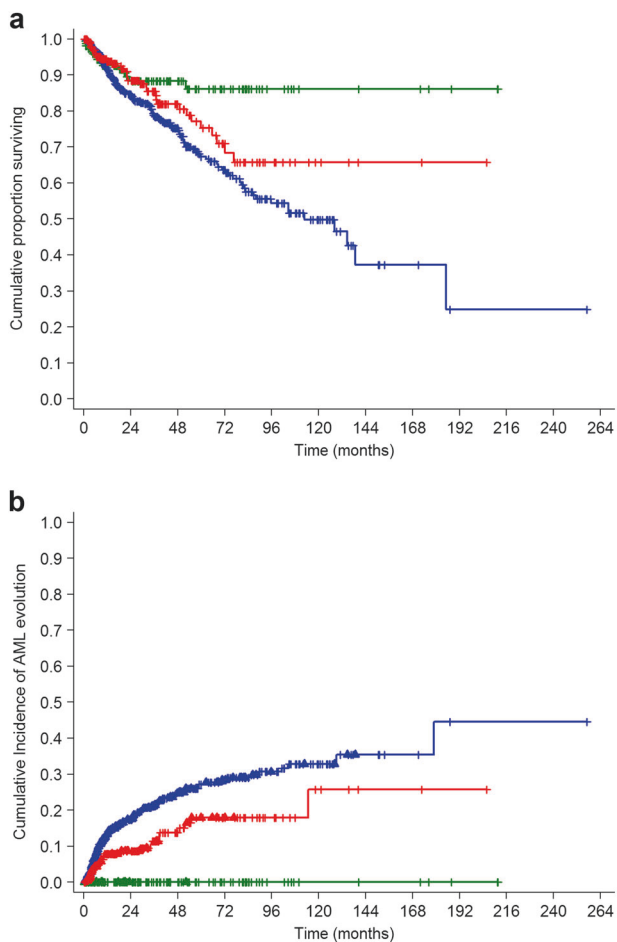 a
1.0
0.9
0.8
0.7
0.6
0.5
0.4
0.3
0.2
0.1
0.0
Cumulative proportion surviving
0 24 48 72 96 120 144 168 192 216 240 264
Time (months)
b
1.0
0.9
0.8
0.7
0.6
0.5
0.4
0.3
0.2
0.1
0.0
Cumulative Incidence of AML evolution
0 24 48 72 96 120 144 168 192 216 240 264
Time (months)